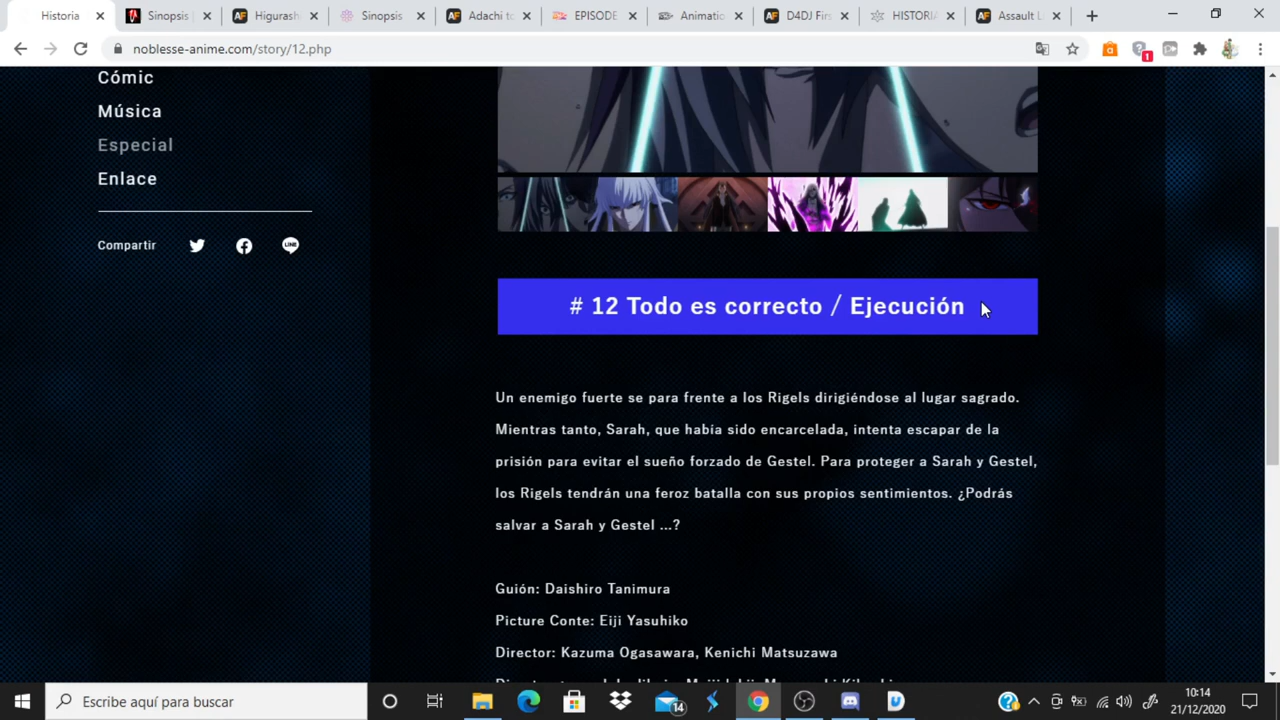 Historia
Sinopsis |
Higurash
Sinopsis
Adachi to
EPISODE
Animatio
D4DJ Firs
HISTORIA
Assault L
noblesse-anime.com/story/12.php
1
Cómic
Música
Especial
Enlace
Compartir
LINE
# 12 Todo es correcto / Ejecución
Un enemigo fuerte se para frente a los Rigels dirigiéndose al lugar sagrado.
Mientras tanto, Sarah, que había sido encarcelada, intenta escapar de la
prisión para evitar el sueño forzado de Gestel. Para proteger a Sarah y Gestel,
los Rigels tendrán una feroz batalla con sus propios sentimientos. ¿Podrás
salvar a Sarah y Gestel ...?
Guión: Daishiro Tanimura
Picture Conte: Eiji Yasuhiko
Director: Kazuma Ogasawara, Kenichi Matsuzawa
Escribe aquí para buscar
14
10:14
21/12/2020